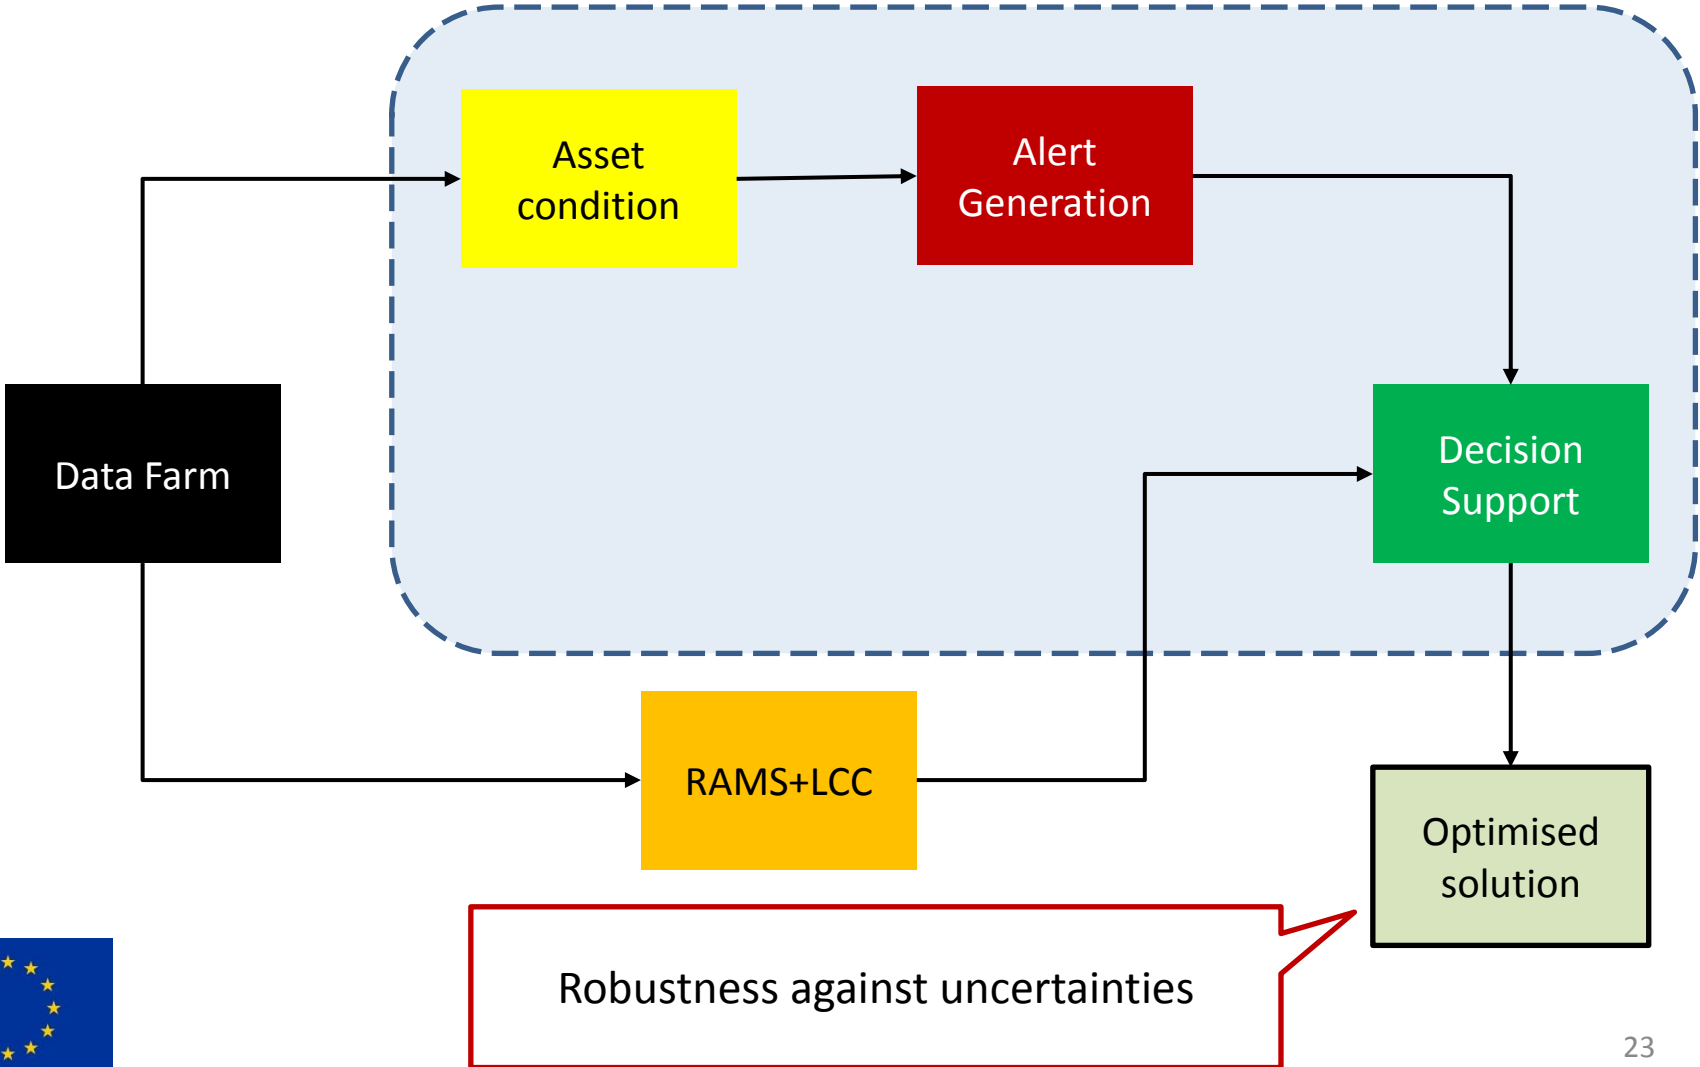 Asset
condition
Alert
Generation
Data Farm
Decision
Support
RAMS+LCC
Optimised
solution
Robustness against uncertainties
23